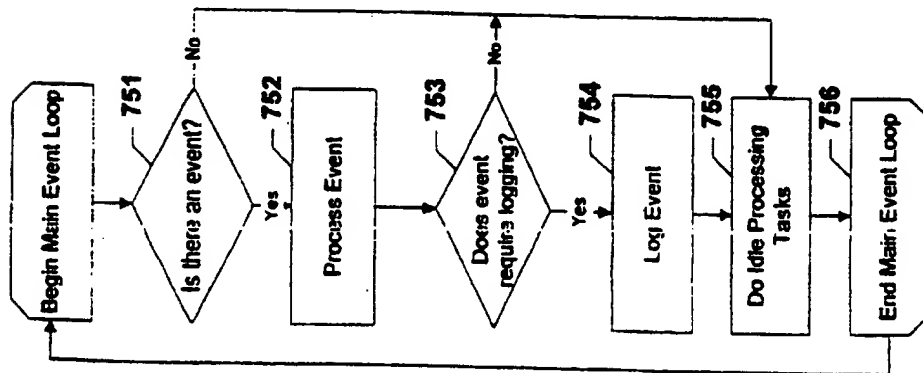 Begin Main Event Loop
751
Is there an event?
No
Yes
752
Process Event
753
Does event
require logging?
No
Yes
754
Log Event
755
Do Idle Processing
Tasks
756
End Main Event Loop